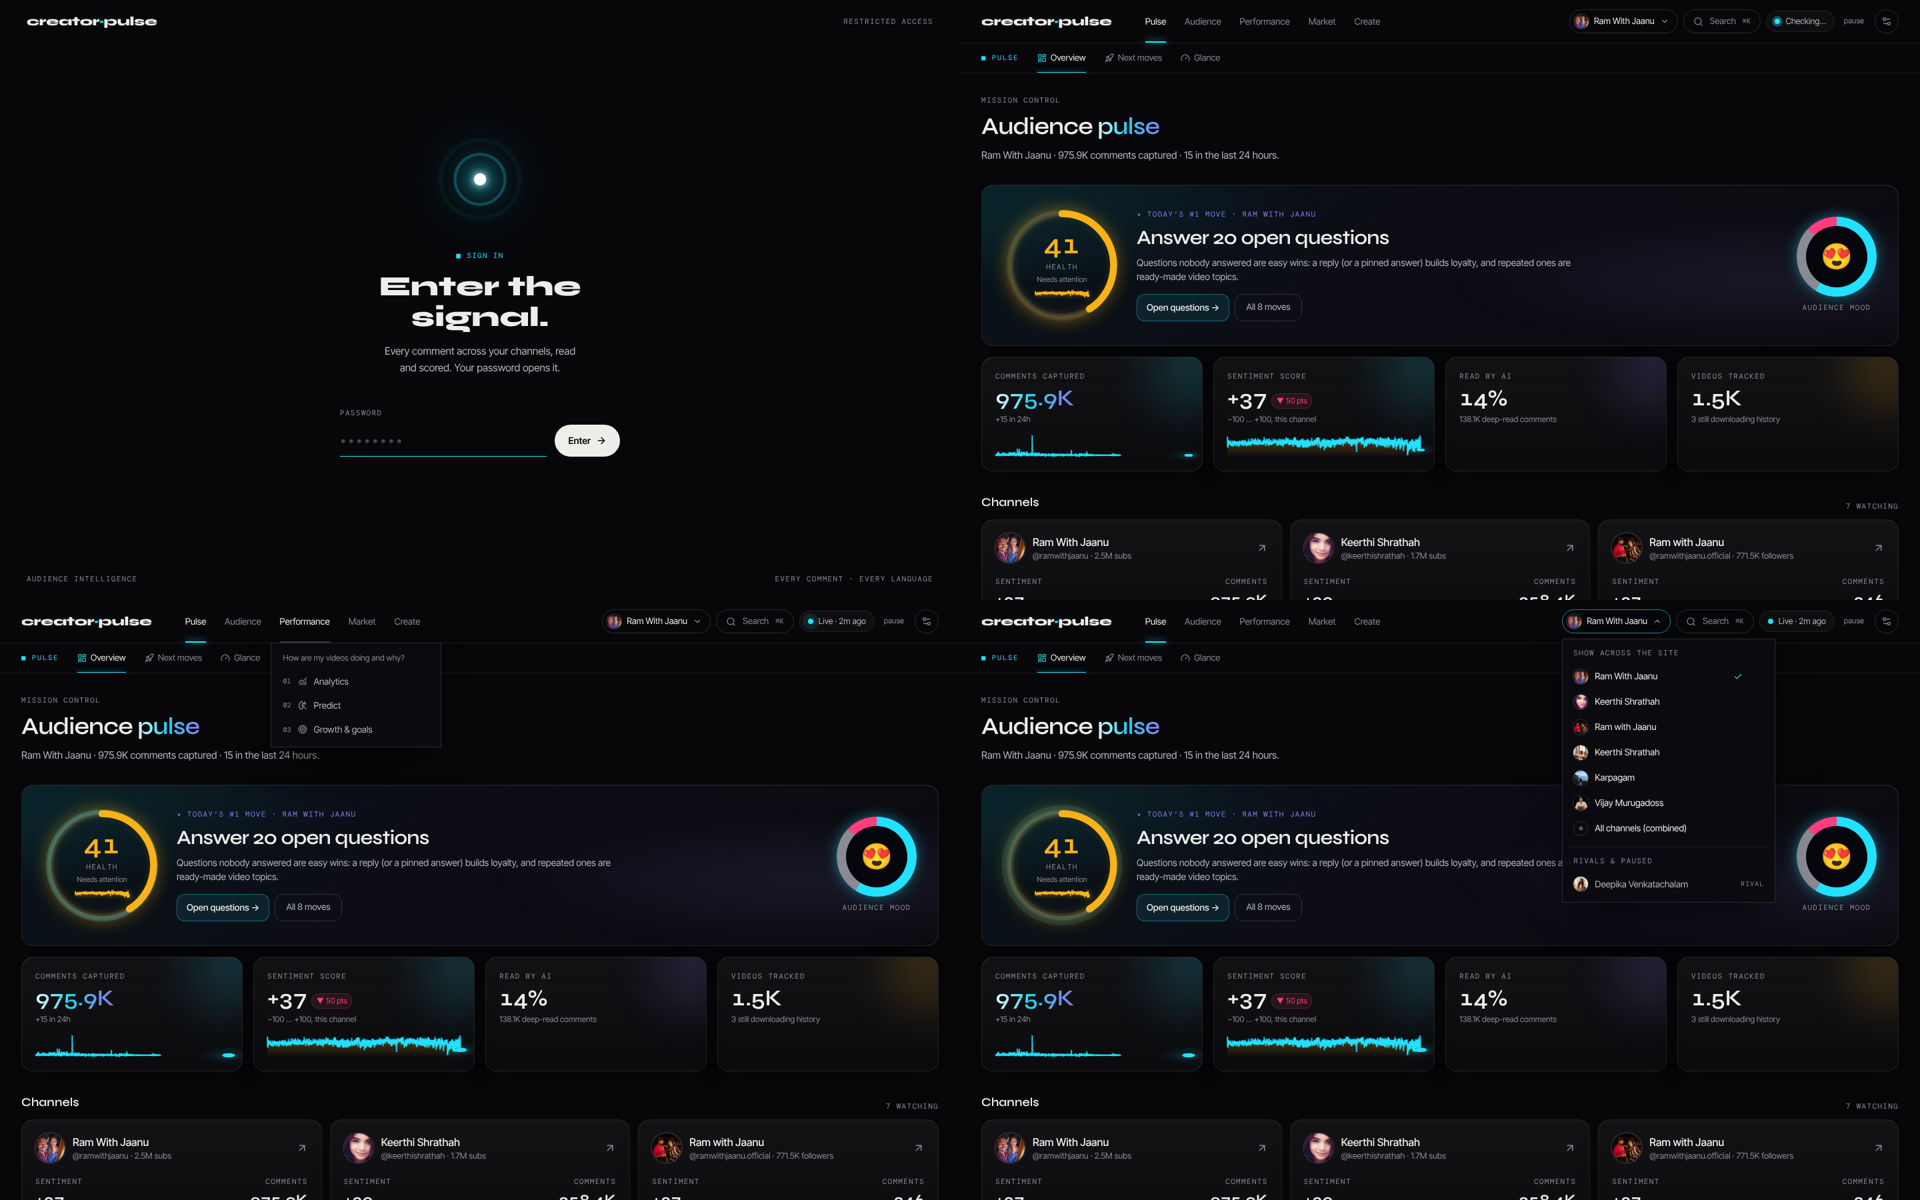 creator·pulse
RESTRICTED ACCESS
SIGN IN
Enter the
signal.
Every comment across your channels, read
and scored. Your password opens it.
PASSWORD
Enter →
AUDIENCE INTELLIGENCE
EVERY COMMENT · EVERY LANGUAGE
creator·pulse Pulse Audience Performance Market Create
Ram With Jaanu Search ⌘K Checking... pause
PULSE Overview Next moves Glance
MISSION CONTROL
Audience pulse
Ram With Jaanu · 975.9K comments captured · 15 in the last 24 hours.
41
HEALTH
Needs attention
TODAY'S #1 MOVE · RAM WITH JAANU
Answer 20 open questions
Questions nobody answered are easy wins: a reply (or a pinned answer) builds loyalty, and repeated ones are
ready-made video topics.
Open questions → All 8 moves
AUDIENCE MOOD
COMMENTS CAPTURED
975.9K
+15 in 24h
SENTIMENT SCORE
+37 ▼ 50 pts
−100 … +100, this channel
READ BY AI
14%
138.1K deep-read comments
VIDEOS TRACKED
1.5K
3 still downloading history
Channels
7 WATCHING
Ram With Jaanu
@ramwithjaanu · 2.5M subs
SENTIMENT COMMENTS
Keerthi Shrathah
@keerthishrathah · 1.7M subs
SENTIMENT COMMENTS
Ram with Jaanu
@ramwithjaanu.official · 771.5K followers
SENTIMENT COMMENTS
creator·pulse Pulse Audience Performance Market Create
Ram With Jaanu Search ⌘K Live · 2m ago pause
PULSE Overview Next moves Glance
How are my videos doing and why?
01 Analytics
02 Predict
03 Growth & goals
MISSION CONTROL
Audience pulse
Ram With Jaanu · 975.9K comments captured · 15 in the last 24 hours.
41
HEALTH
Needs attention
TODAY'S #1 MOVE · RAM WITH JAANU
Answer 20 open questions
Questions nobody answered are easy wins: a reply (or a pinned answer) builds loyalty, and repeated ones are
ready-made video topics.
Open questions → All 8 moves
AUDIENCE MOOD
COMMENTS CAPTURED
975.9K
+15 in 24h
SENTIMENT SCORE
+37 ▼ 50 pts
−100 … +100, this channel
READ BY AI
14%
138.1K deep-read comments
VIDEOS TRACKED
1.5K
3 still downloading history
Channels
7 WATCHING
Ram With Jaanu
@ramwithjaanu · 2.5M subs
SENTIMENT COMMENTS
Keerthi Shrathah
@keerthishrathah · 1.7M subs
SENTIMENT COMMENTS
Ram with Jaanu
@ramwithjaanu.official · 771.5K followers
SENTIMENT COMMENTS
creator·pulse Pulse Audience Performance Market Create
Ram With Jaanu Search ⌘K Live · 2m ago pause
PULSE Overview Next moves Glance
SHOW ACROSS THE SITE
Ram With Jaanu
Keerthi Shrathah
Ram with Jaanu
Keerthi Shrathah
Karpagam
Vijay Murugadoss
All channels (combined)
RIVALS & PAUSED
Deepika Venkatachalam RIVAL
MISSION CONTROL
Audience pulse
Ram With Jaanu · 975.9K comments captured · 15 in the last 24 hours.
41
HEALTH
Needs attention
TODAY'S #1 MOVE · RAM WITH JAANU
Answer 20 open questions
Questions nobody answered are easy wins: a reply (or a pinned answer) builds loyalty, and repeated ones a
ready-made video topics.
Open questions → All 8 moves
AUDIENCE MOOD
COMMENTS CAPTURED
975.9K
+15 in 24h
SENTIMENT SCORE
+37 ▼ 50 pts
−100 … +100, this channel
READ BY AI
14%
138.1K deep-read comments
VIDEOS TRACKED
1.5K
3 still downloading history
Channels
7 WATCHING
Ram With Jaanu
@ramwithjaanu · 2.5M subs
SENTIMENT COMMENTS
Keerthi Shrathah
@keerthishrathah · 1.7M subs
SENTIMENT COMMENTS
Ram with Jaanu
@ramwithjaanu.official · 771.5K followers
SENTIMENT COMMENTS